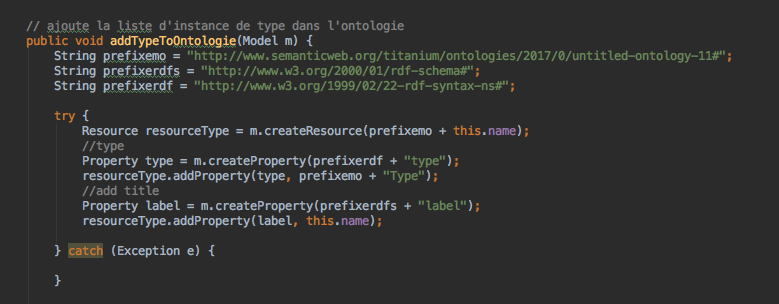 // ajoute la liste d'instance de type dans l'ontologie
public void addTypeToOntologie(Model m) {
String prefixemo = "http://www.semanticweb.org/titanium/ontologies/2017/0/untitled-ontology-11#";
String prefixerdfs = "http://www.w3.org/2000/01/rdf-schema#";
String prefixerdf = "http://www.w3.org/1999/02/22-rdf-syntax-ns#";
try {
Resource resourceType = m.createResource(prefixemo + this.name);
//type
Property type = m.createProperty(prefixerdf + "type");
resourceType.addProperty(type, prefixemo + "Type");
//add title
Property label = m.createProperty(prefixerdfs + "label");
resourceType.addProperty(label, this.name);
} catch (Exception e) {
}